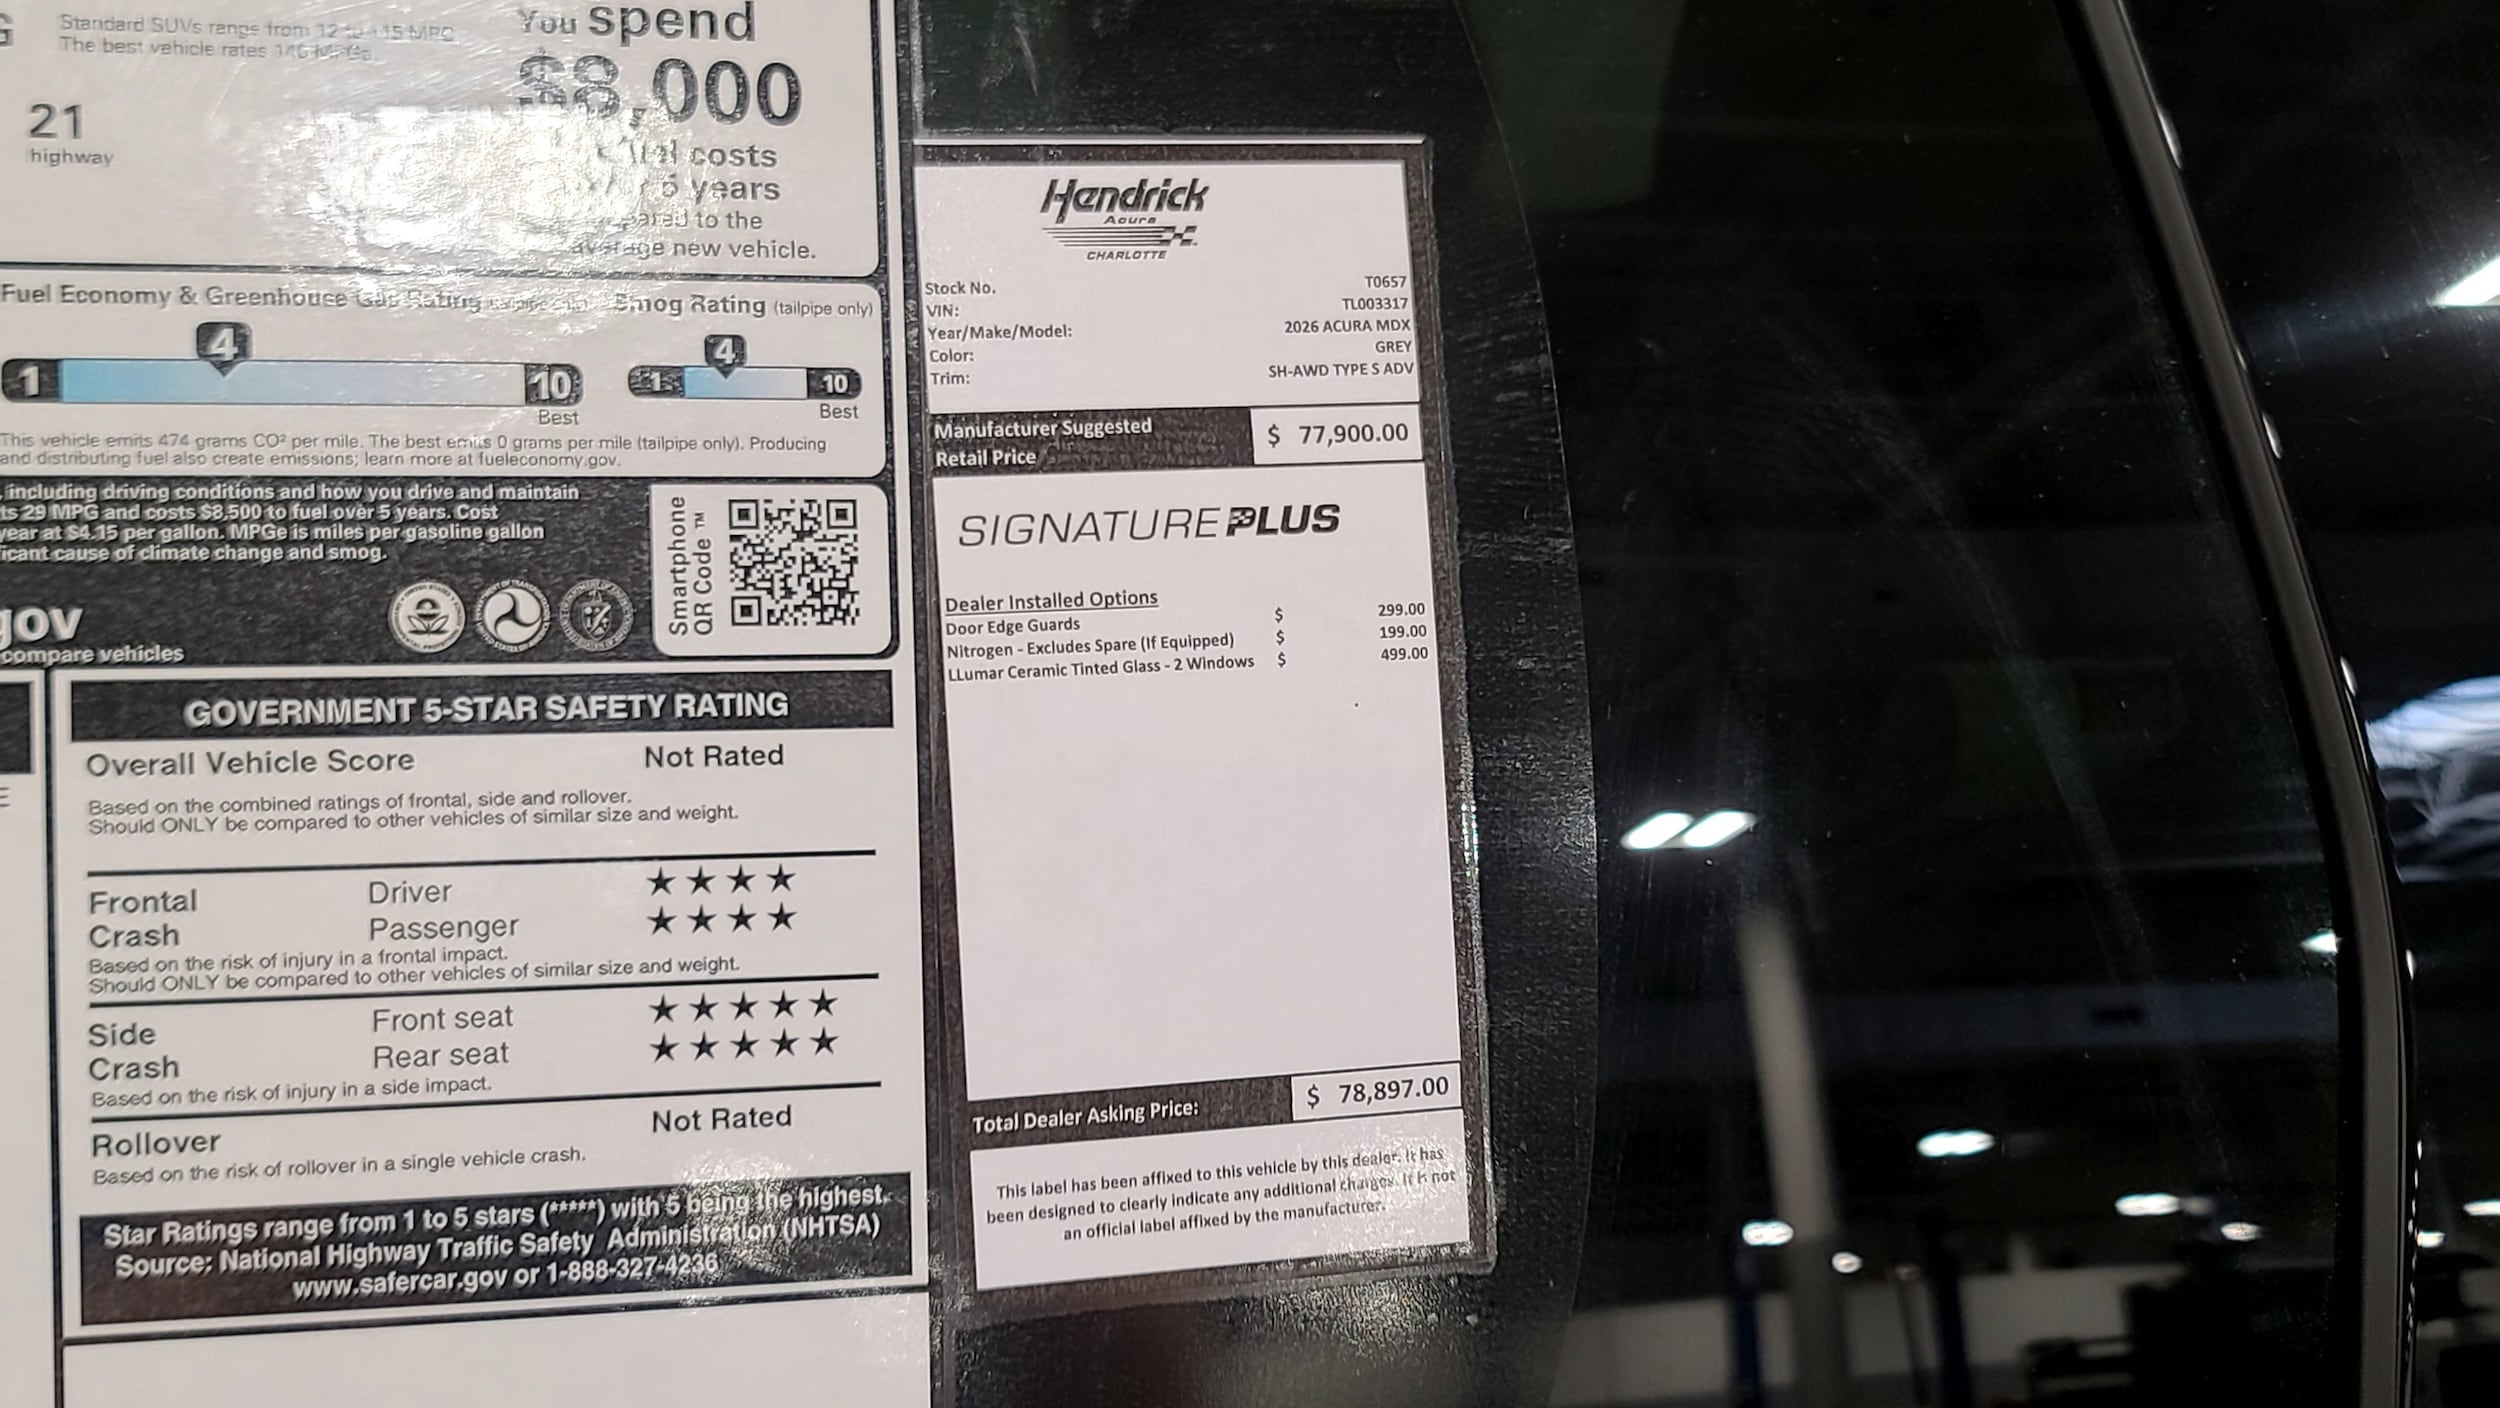 G
Standard SUVs range from 12 to 115 MPG
The best vehicle rates 146 MPGe.
21
highway
You spend
$8,000
costs
5 years
to the
average new vehicle.
Fuel Economy & Greenhouse Gas Rating
Smog Rating (tailpipe only)
4
1
10
Best
4
1
10
Best
This vehicle emits 474 grams CO² per mile. The best emits 0 grams per mile (tailpipe only). Producing
and distributing fuel also create emissions; learn more at fueleconomy.gov.
, including driving conditions and how you drive and maintain
ts 29 MPG and costs $8,500 to fuel over 5 years. Cost
year at $4.15 per gallon. MPGe is miles per gasoline gallon
icant cause of climate change and smog.
gov
compare vehicles
Smartphone
QR Code ™
GOVERNMENT 5-STAR SAFETY RATING
Overall Vehicle Score Not Rated
Based on the combined ratings of frontal, side and rollover.
Should ONLY be compared to other vehicles of similar size and weight.
Frontal Driver ★★★★
Crash Passenger ★★★★
Based on the risk of injury in a frontal impact.
Should ONLY be compared to other vehicles of similar size and weight.
Side Front seat ★★★★★
Crash Rear seat ★★★★★
Based on the risk of injury in a side impact.
Rollover Not Rated
Based on the risk of rollover in a single vehicle crash.
Star Ratings range from 1 to 5 stars (*****) with 5 being the highest.
Source: National Highway Traffic Safety Administration (NHTSA)
www.safercar.gov or 1-888-327-4236
Hendrick
Acura
CHARLOTTE
Stock No. T0657
VIN: TL003317
Year/Make/Model: 2026 ACURA MDX
Color: GREY
Trim: SH-AWD TYPE S ADV
Manufacturer Suggested
Retail Price
$ 77,900.00
SIGNATURE PLUS
Dealer Installed Options
Door Edge Guards $ 299.00
Nitrogen - Excludes Spare (If Equipped) $ 199.00
LLumar Ceramic Tinted Glass - 2 Windows $ 499.00
Total Dealer Asking Price: $ 78,897.00
This label has been affixed to this vehicle by this dealer. It has
been designed to clearly indicate any additional charges. It is not
an official label affixed by the manufacturer.